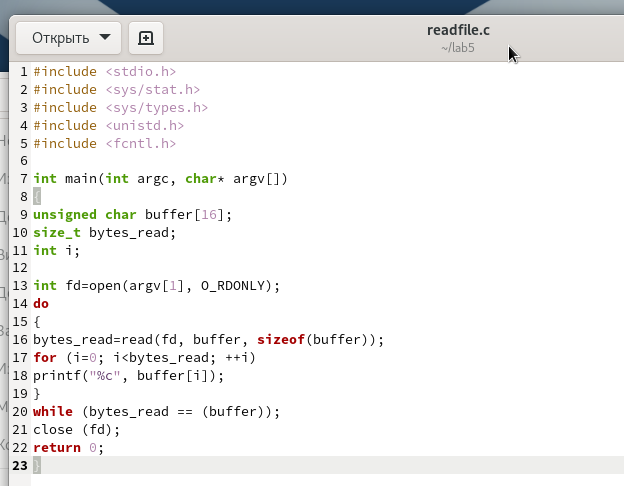 Открыть
readfile.c
~/lab5
1 #include <stdio.h>
2 #include <sys/stat.h>
3 #include <sys/types.h>
4 #include <unistd.h>
5 #include <fcntl.h>
6
7 int main(int argc, char* argv[])
8 {
9 unsigned char buffer[16];
10 size_t bytes_read;
11 int i;
12
13 int fd=open(argv[1], O_RDONLY);
14 do
15 {
16 bytes_read=read(fd, buffer, sizeof(buffer));
17 for (i=0; i<bytes_read; ++i)
18 printf("%c", buffer[i]);
19 }
20 while (bytes_read == (buffer));
21 close (fd);
22 return 0;
23 }